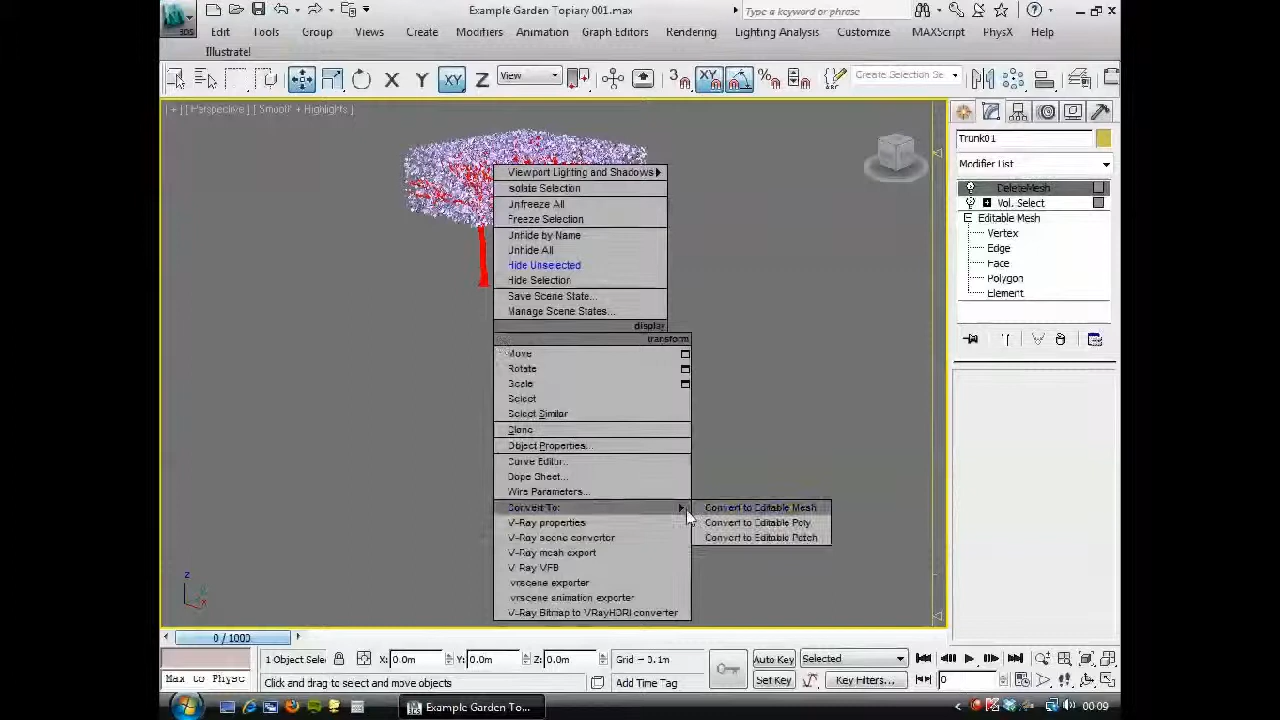 Example Garden Topiary 001.max
Type a keyword or phrase
Edit Tools Group Views Create Modifiers Animation Graph Editors Rendering Lighting Analysis Customize MAXScript PhysX Help
Illustrate!
X Y XY Z View 3 XY % Create Selection Se
[ + ] [ Perspective ] [ Smooth + Highlights ]
Trunk01
Modifier List
DeleteMesh
Vol. Select
Editable Mesh
Vertex
Edge
Face
Polygon
Element
Viewport Lighting and Shadows
Isolate Selection
Unfreeze All
Freeze Selection
Unhide by Name
Unhide All
Hide Unselected
Hide Selection
Save Scene State...
Manage Scene States...
display
transform
Move
Rotate
Scale
Select
Select Similar
Clone
Object Properties...
Curve Editor...
Dope Sheet...
Wire Parameters...
Convert To:
Convert to Editable Mesh
Convert to Editable Poly
Convert to Editable Patch
V-Ray properties
V-Ray scene converter
V-Ray mesh export
V-Ray VFB
.vrscene exporter
.vrscene animation exporter
V-Ray Bitmap to VRayHDRI converter
z
x
0 / 1000
1 Object Selec X: 0.0m Y: 0.0m Z: 0.0m Grid = 0.1m Auto Key Selected
Max to Physc Click and drag to select and move objects Add Time Tag Set Key Key Filters... 0
Example Garden To... 00:09